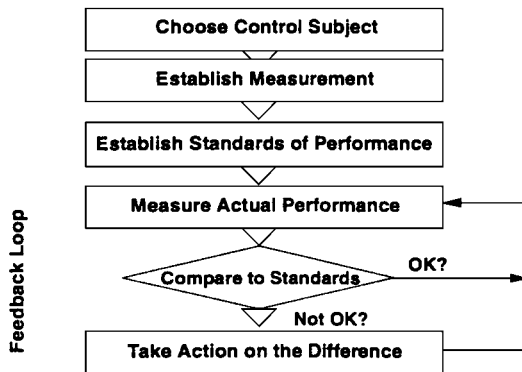 Choose Control Subject
Establish Measurement
Establish Standards of Performance
Measure Actual Performance
Compare to Standards
OK?
Not OK?
Take Action on the Difference
Feedback Loop